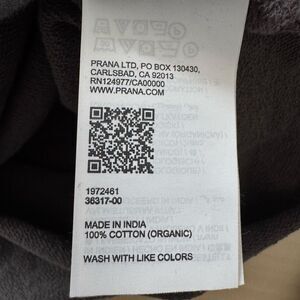 PRANA LTD, PO BOX 130430,
CARLSBAD, CA 92013
RN124977/CA00000
WWW.PRANA.COM
1972461
36317-00
MADE IN INDIA
100% COTTON (ORGANIC)
WASH WITH LIKE COLORS